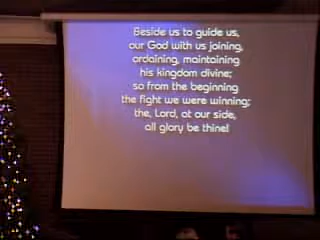 Beside us to guide us,
our God with us joining,
ordaining, maintaining
his kingdom divine;
so from the beginning
the fight we were winning;
the, Lord, at our side,
all glory be thine!